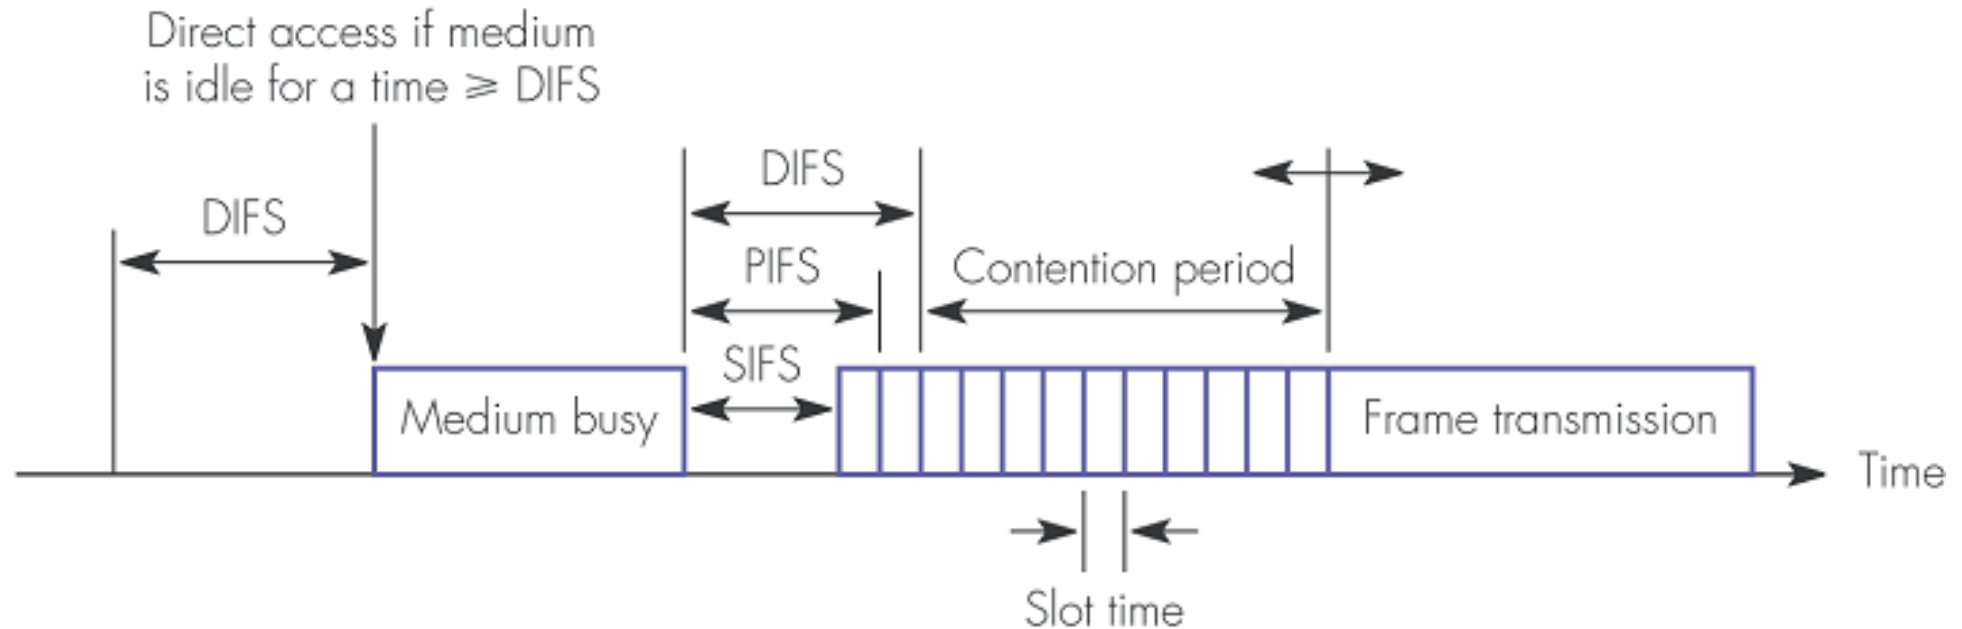 Direct access if medium
is idle for a time ⩾ DIFS
DIFS
DIFS
PIFS
Contention period
SIFS
Medium busy
Frame transmission
Time
Slot time